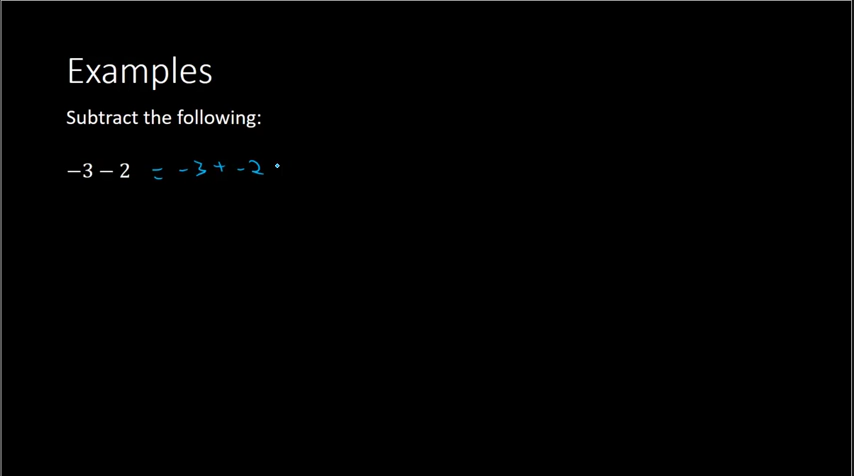 Examples
Subtract the following:
−3 − 2 = -3 + -2